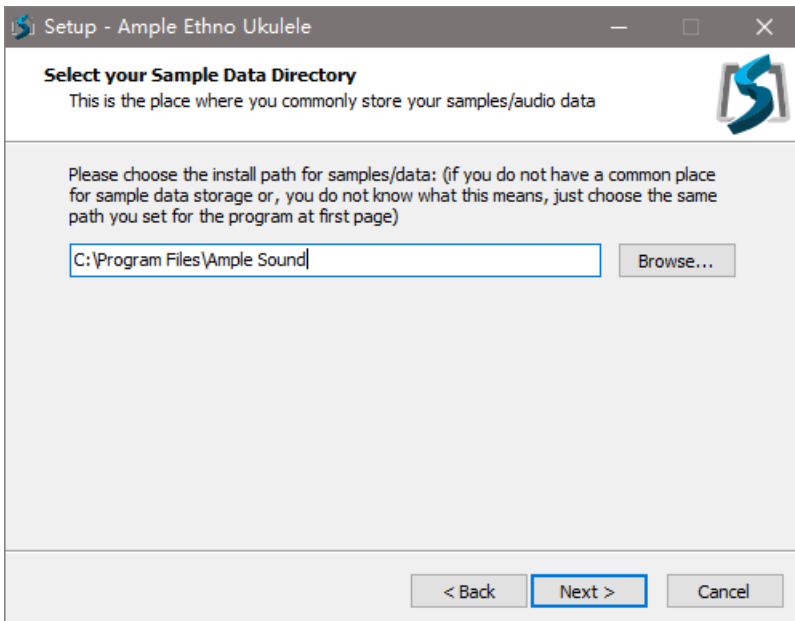 Setup - Ample Ethno Ukulele
Select your Sample Data Directory
This is the place where you commonly store your samples/audio data
Please choose the install path for samples/data: (if you do not have a common place
for sample data storage or, you do not know what this means, just choose the same
path you set for the program at first page)
C:\Program Files\Ample Sound
Browse...
< Back
Next >
Cancel